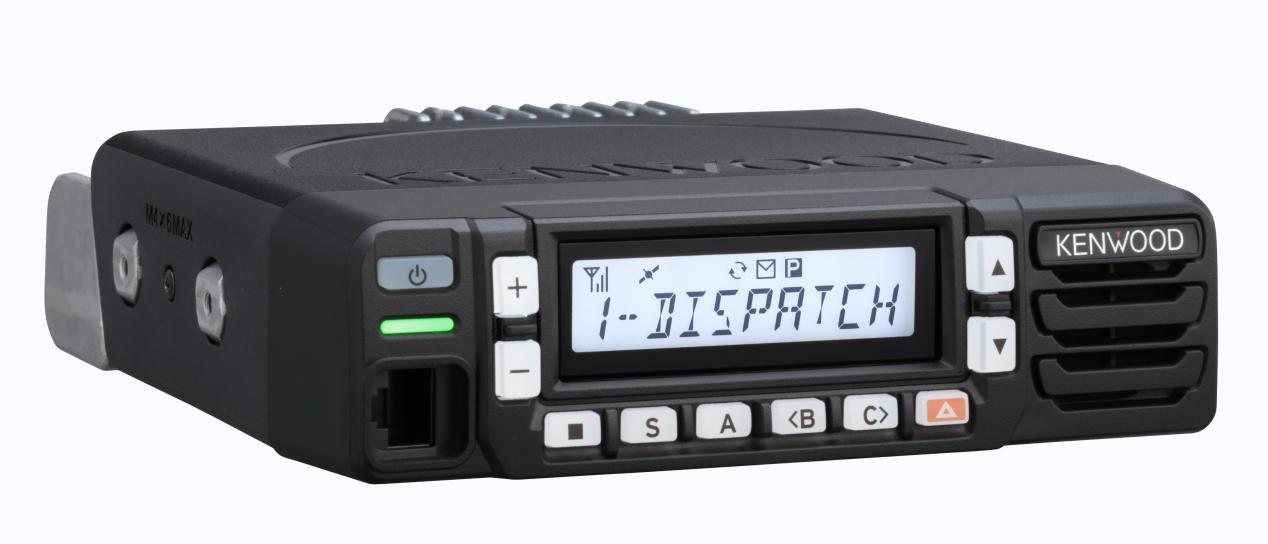 KENWOOD
M4×6MAX
KENWOOD
+
P
1-DISPATCH
−
S
A
<B
C>